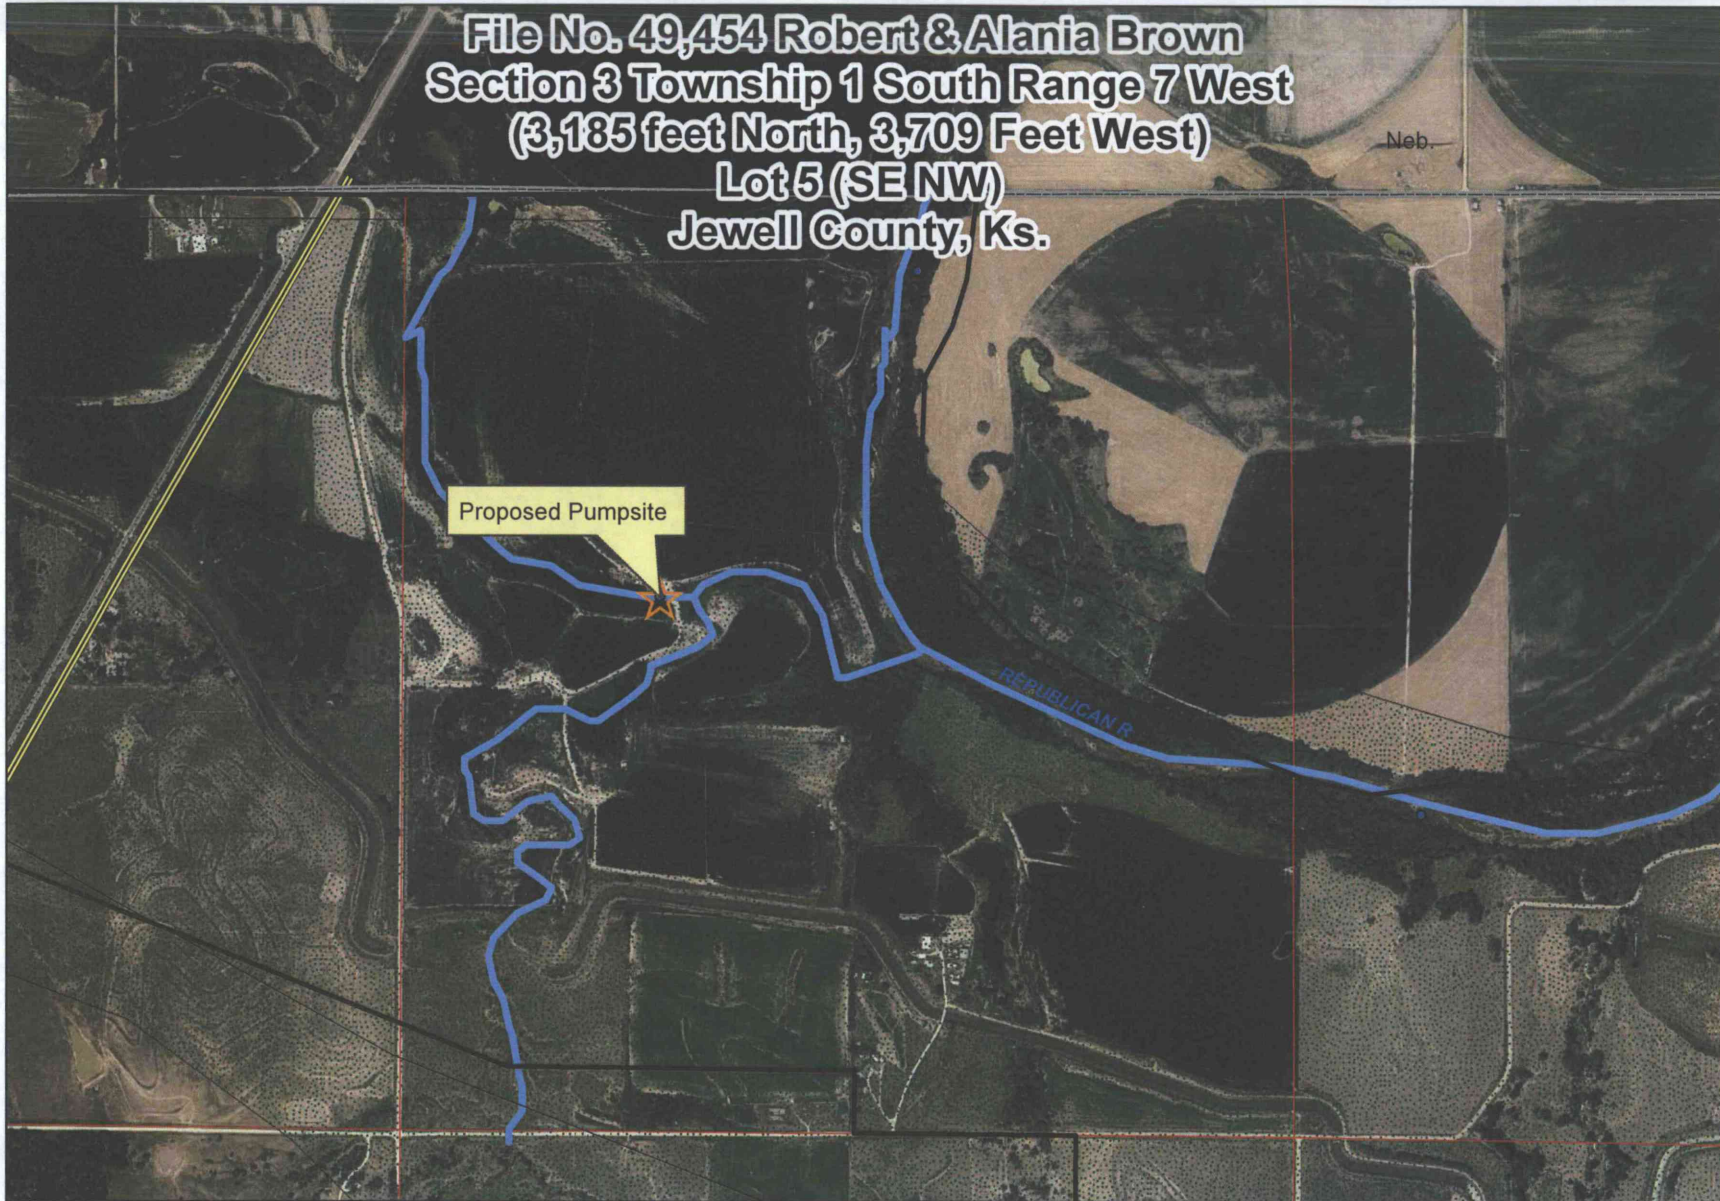 File No. 49,454 Robert & Alania Brown
Section 3 Township 1 South Range 7 West
(3,185 feet North, 3,709 Feet West)
Lot 5 (SE NW)
Jewell County, Ks.
Neb.
Proposed Pumpsite
REPUBLICAN R